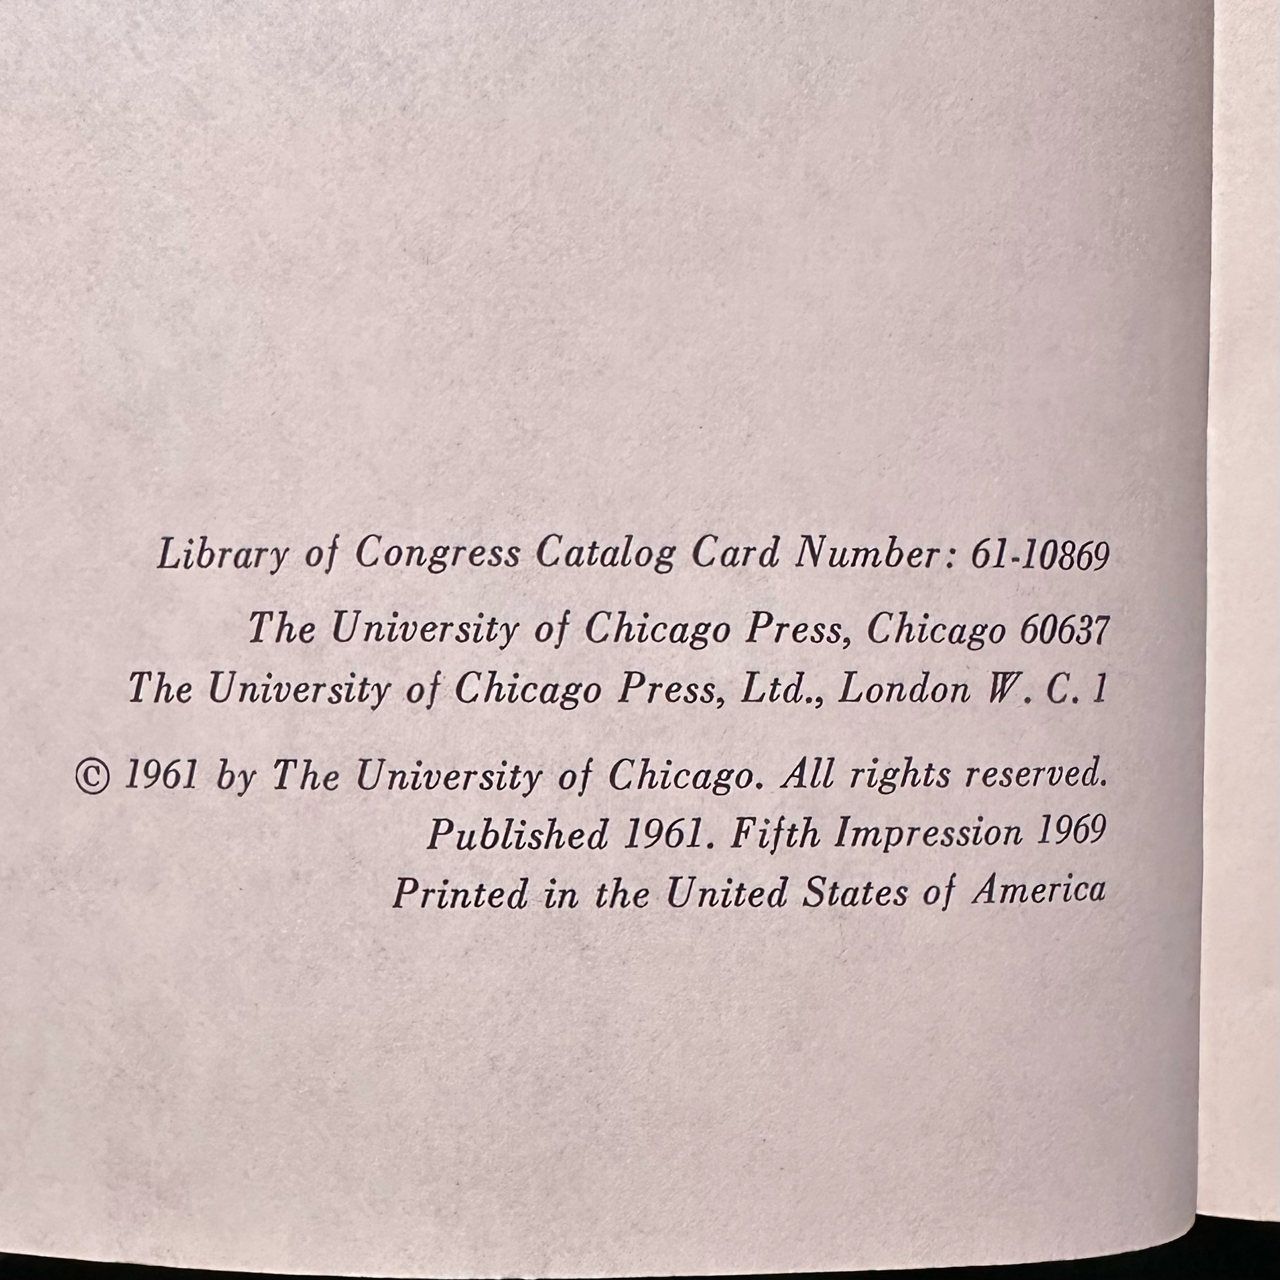 Library of Congress Catalog Card Number: 61-10869
The University of Chicago Press, Chicago 60637
The University of Chicago Press, Ltd., London W. C. 1
© 1961 by The University of Chicago. All rights reserved.
Published 1961. Fifth Impression 1969
Printed in the United States of America